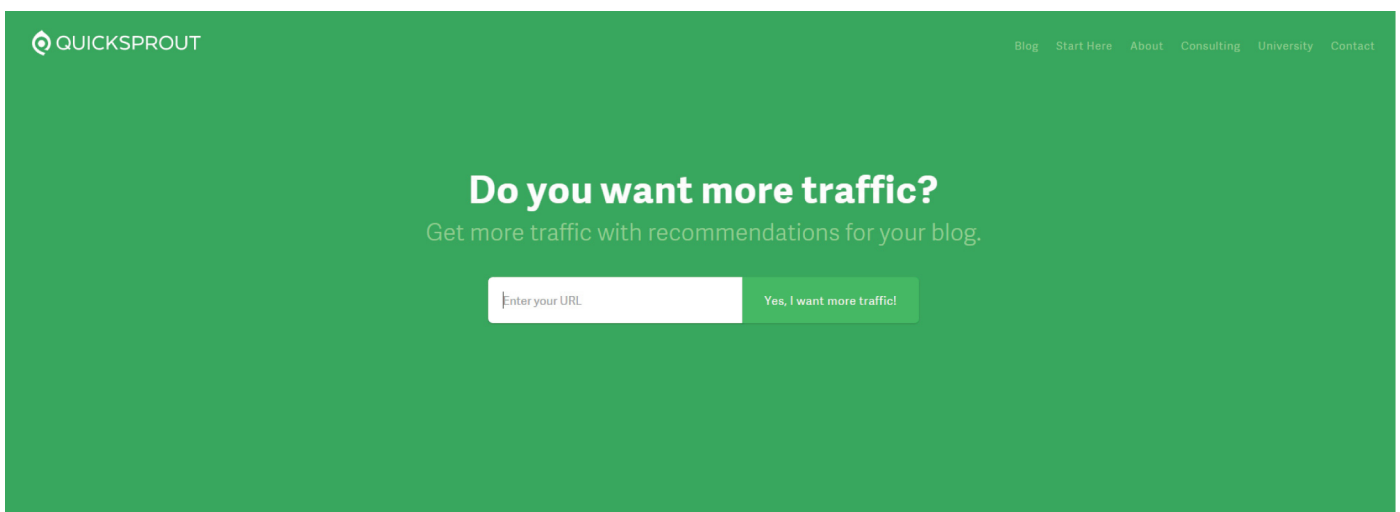 QUICKSPROUT
Blog Start Here About Consulting University Contact
Do you want more traffic?
Get more traffic with recommendations for your blog.
Enter your URL
Yes, I want more traffic!